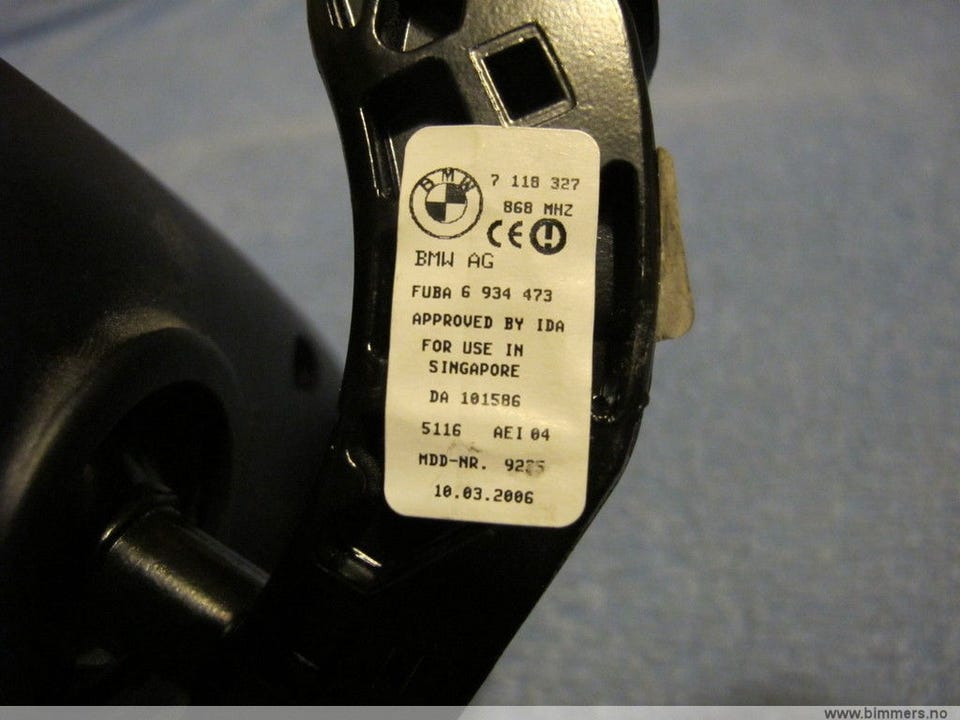 BMW
7 118 327
868 MHZ
CE
BMW AG
FUBA 6 934 473
APPROVED BY IDA
FOR USE IN
SINGAPORE
DA 101586
5116 AEI 04
MDD-NR.
10.03.2006
www.bimmers.no